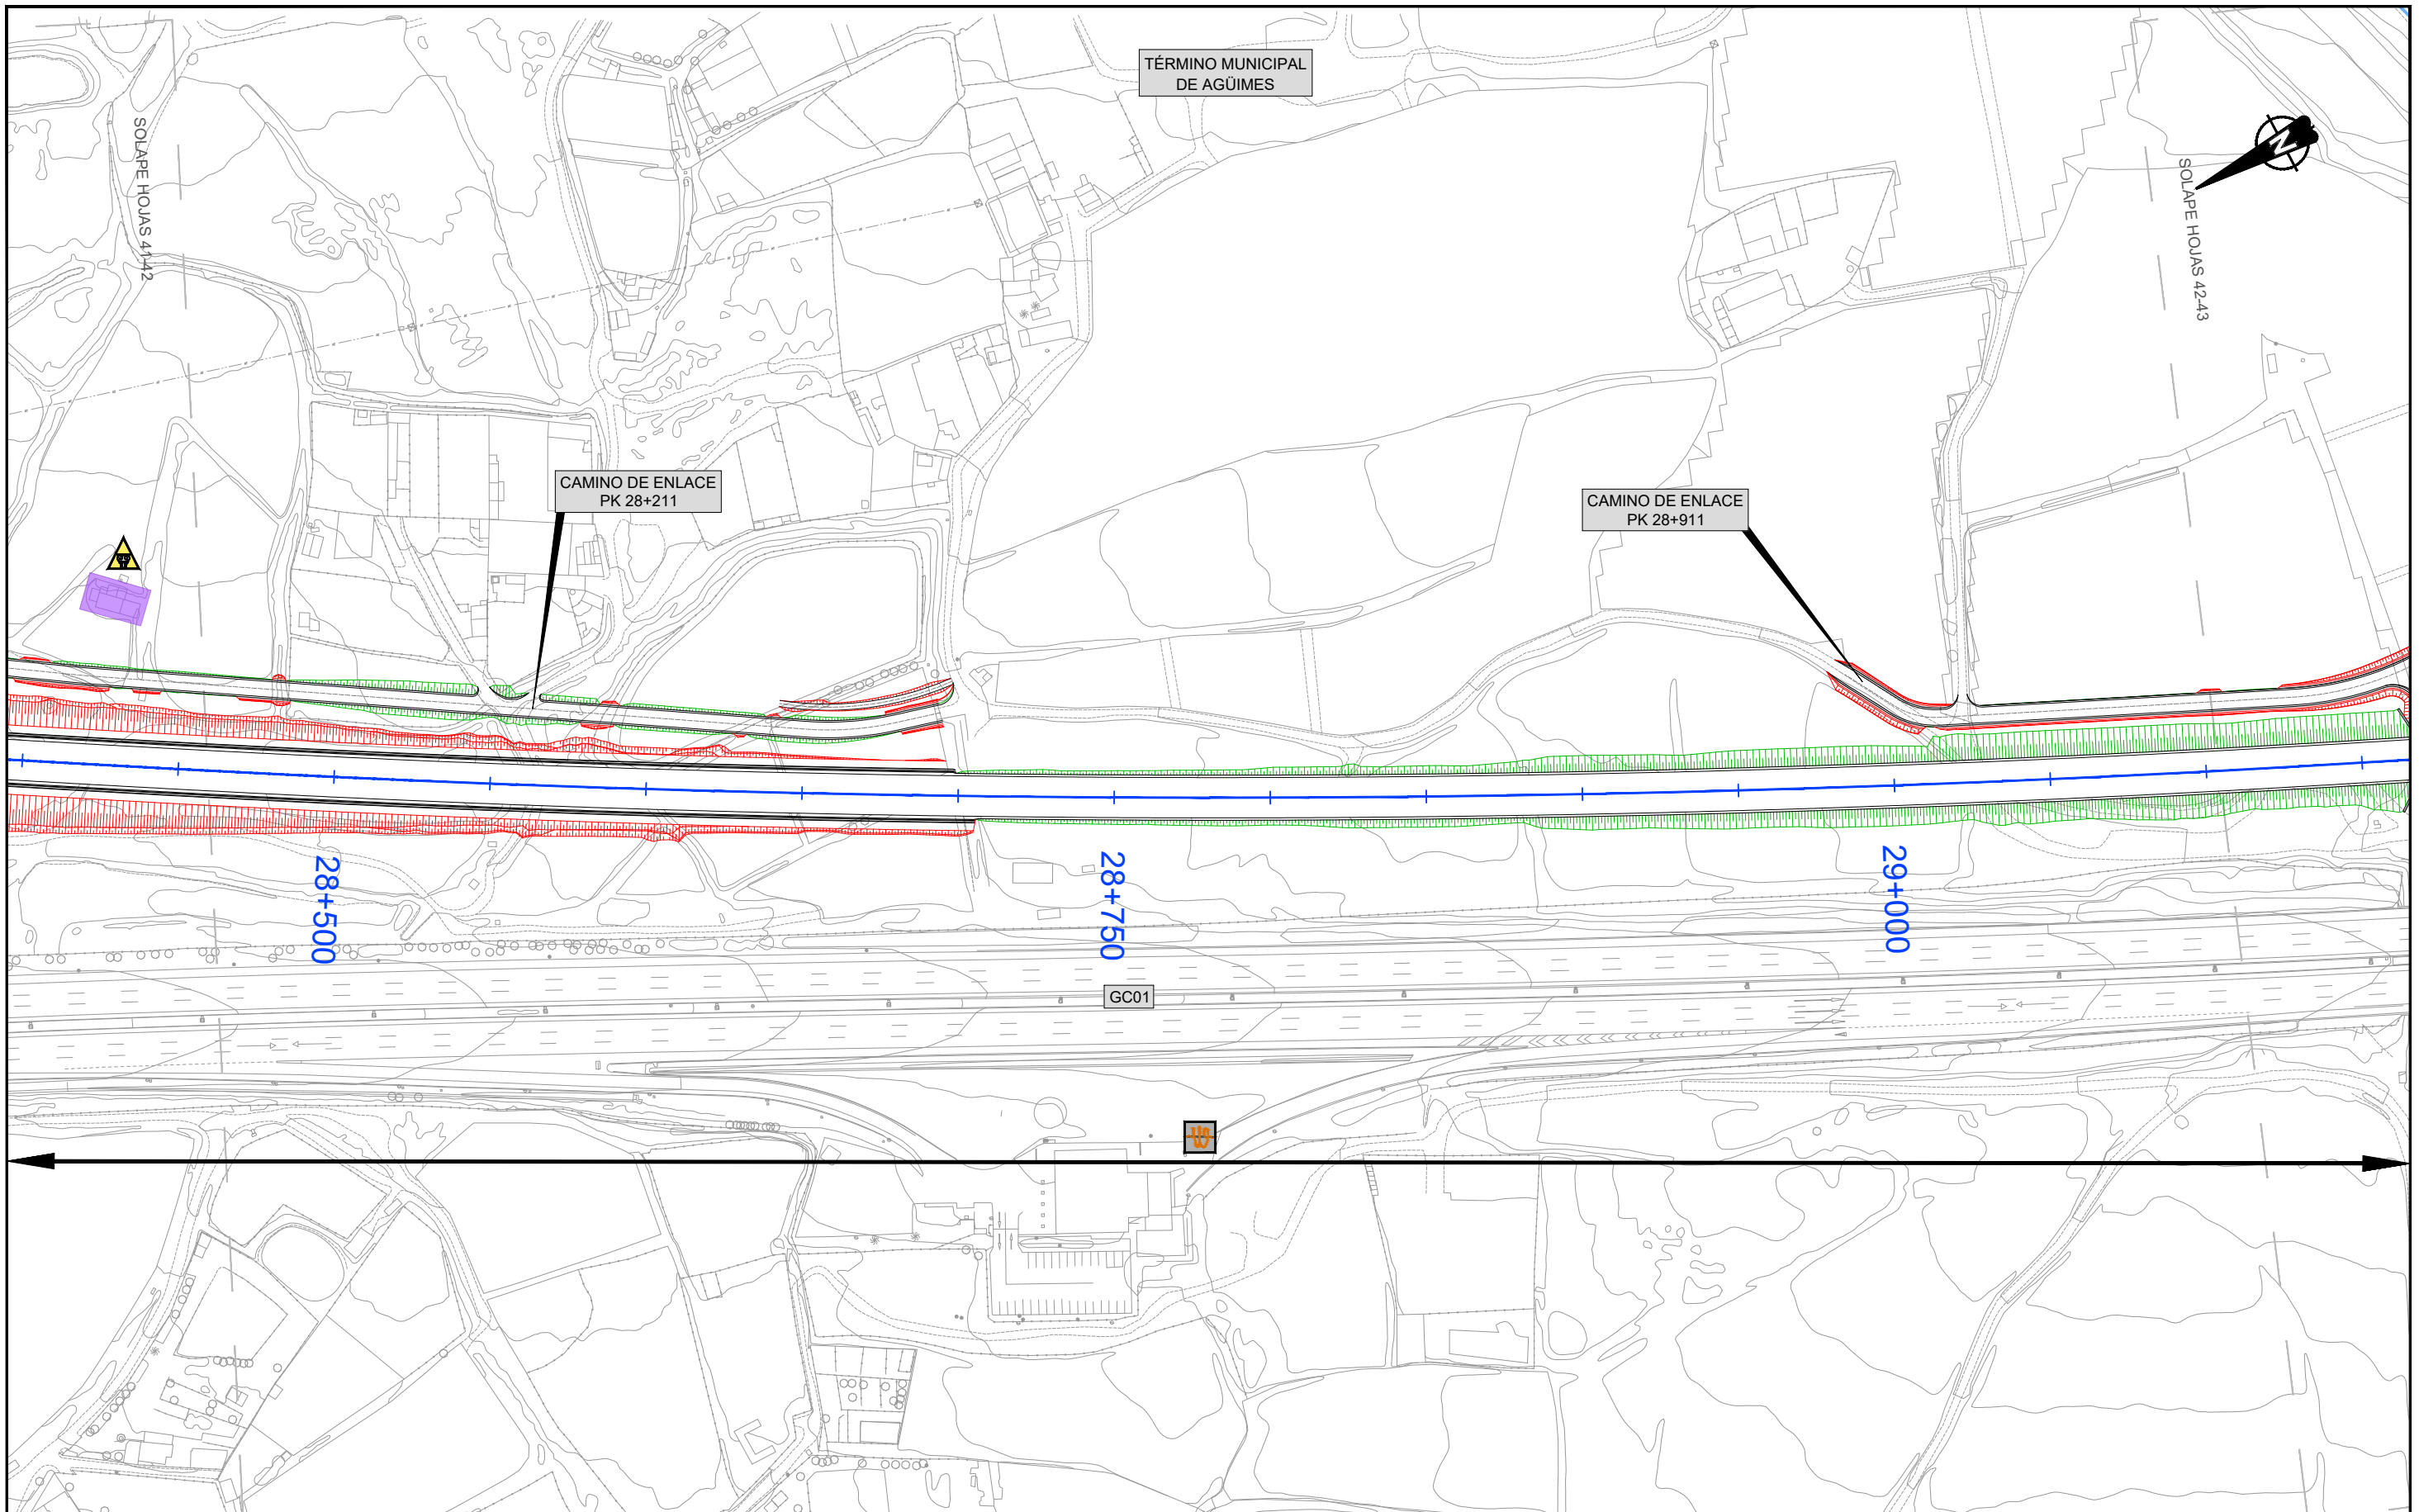 TÉRMINO MUNICIPAL
DE AGÜIMES
SOLAPE HOJAS 41-42
SOLAPE HOJAS 42-43
N
CAMINO DE ENLACE
PK 28+211
CAMINO DE ENLACE
PK 28+911
28+500
28+750
29+000
GC01